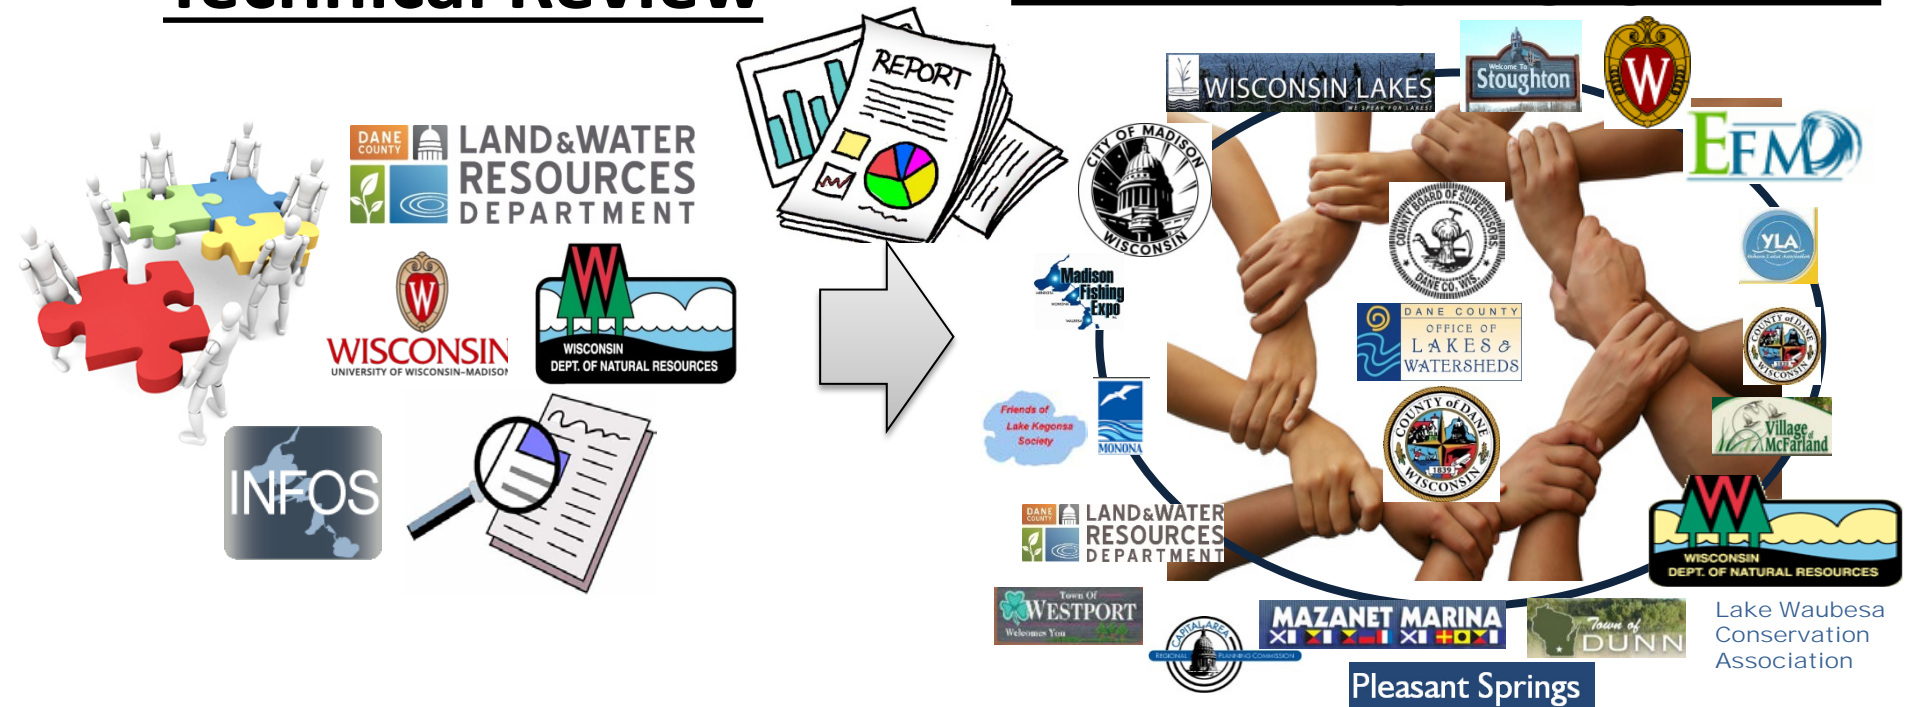 Technical Review
REPORT
DANE
COUNTY
LAND&WATER
RESOURCES
DEPARTMENT
W
WISCONSIN
UNIVERSITY OF WISCONSIN–MADISON
W
WISCONSIN
DEPT. OF NATURAL RESOURCES
INFOS
WISCONSIN LAKES
WE SPEAK FOR LAKES!
Welcome To
Stoughton
W
EFM
CITY OF MADISON
WISCONSIN
COUNTY BOARD OF SUPERVISORS
DANE CO. WIS.
YLA
Madison
Fishing
Expo
DANE COUNTY
OFFICE OF
LAKES &
WATERSHEDS
COUNTY of DANE
WISCONSIN
Friends of
Lake Kegonsa
Society
MONONA
COUNTY of DANE
1839
WISCONSIN
Village of
McFarland
DANE
COUNTY
LAND&WATER
RESOURCES
DEPARTMENT
W
WISCONSIN
DEPT. OF NATURAL RESOURCES
Town Of
WESTPORT
Welcomes You
CAPITAL AREA
REGIONAL PLANNING COMMISSION
MAZANET MARINA
Town of
DUNN
Lake Waubesa
Conservation
Association
Pleasant Springs